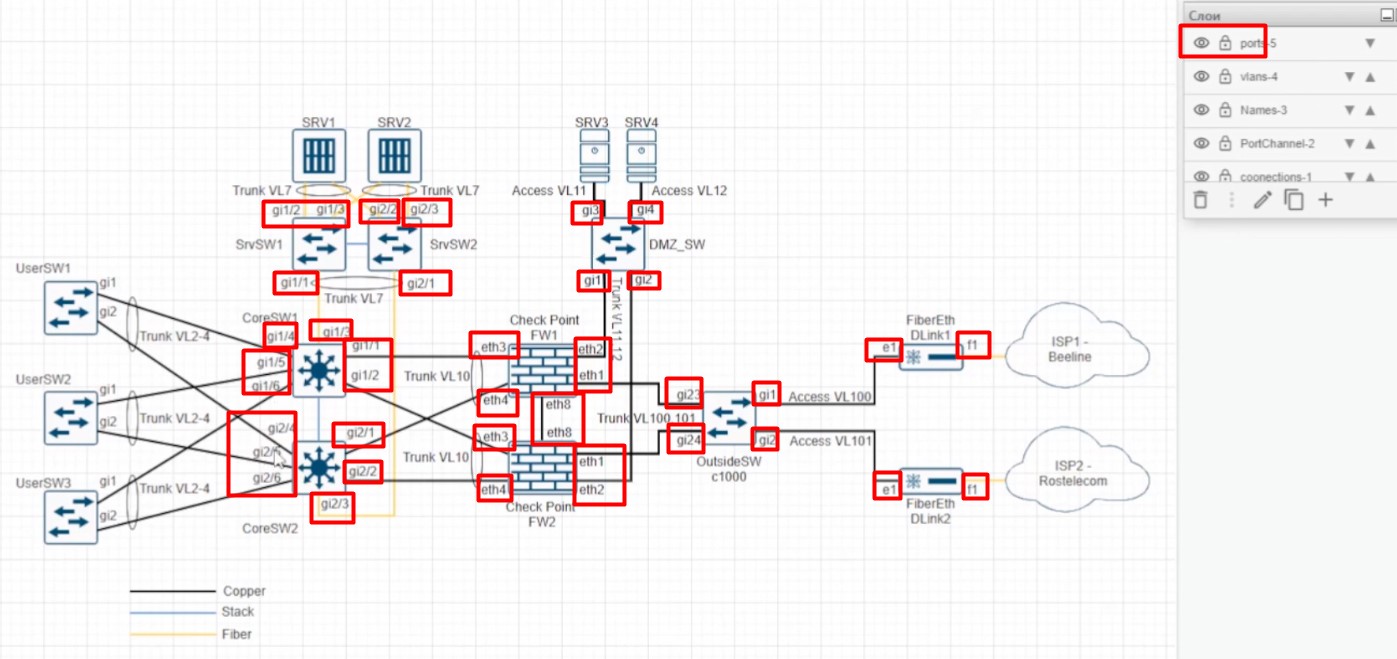 Слои
ports-5
vlans-4
Names-3
PortChannel-2
coonections-1
SRV1 SRV2
SRV3 SRV4
Trunk VL7 Trunk VL7
Access VL11 Access VL12
gi1/2 gi1/3 gi2/2 gi2/3
gi3 gi4
SrvSW1 SrvSW2
DMZ_SW
gi1/1 gi2/1
gi1 gi2
Trunk VL7
Trunk VL11,12
UserSW1
gi1
gi2
Trunk VL2-4
UserSW2
gi1
gi2
Trunk VL2-4
UserSW3
gi1
gi2
Trunk VL2-4
CoreSW1
gi1/3
gi1/4
gi1/1
gi1/5
gi1/2
gi1/6
gi2/4
gi2/1
gi2/5
gi2/2
gi2/6
gi2/3
CoreSW2
Trunk VL10
Trunk VL10
Check Point
FW1
eth3 eth2
eth1
eth4
eth8
eth8
eth3
eth1
eth4 eth2
Check Point
FW2
Trunk VL100,101
gi23 gi1
gi24 gi2
OutsideSW
c1000
Access VL100
Access VL101
FiberEth
DLink1
e1 f1
ISP1 -
Beeline
e1 f1
FiberEth
DLink2
ISP2 -
Rostelecom
Copper
Stack
Fiber